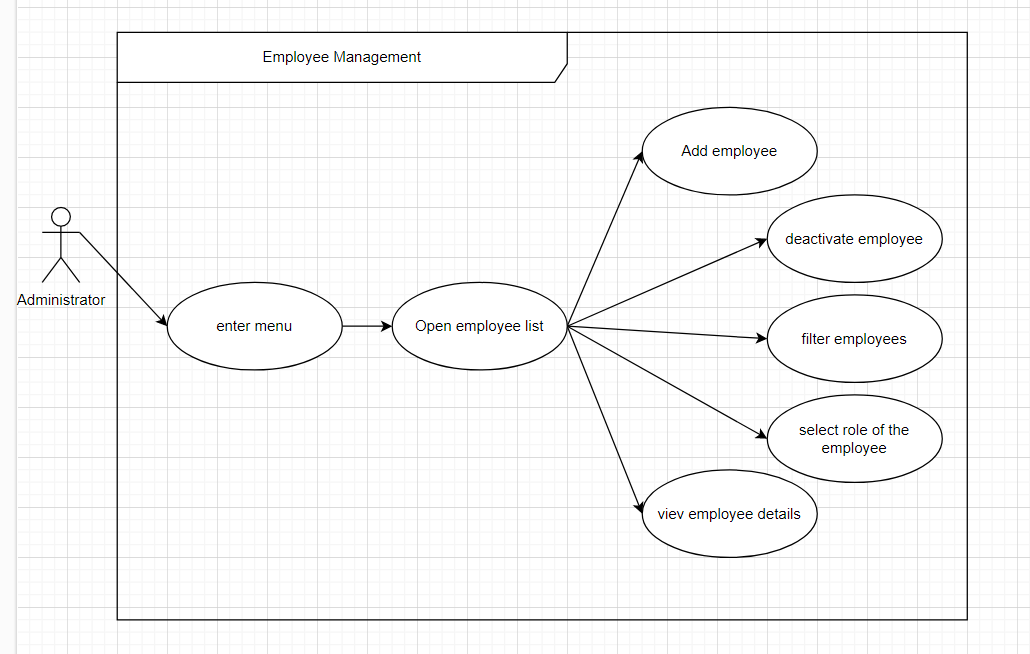 Employee Management
Add employee
deactivate employee
Administrator
enter menu
Open employee list
filter employees
select role of the
employee
viev employee details